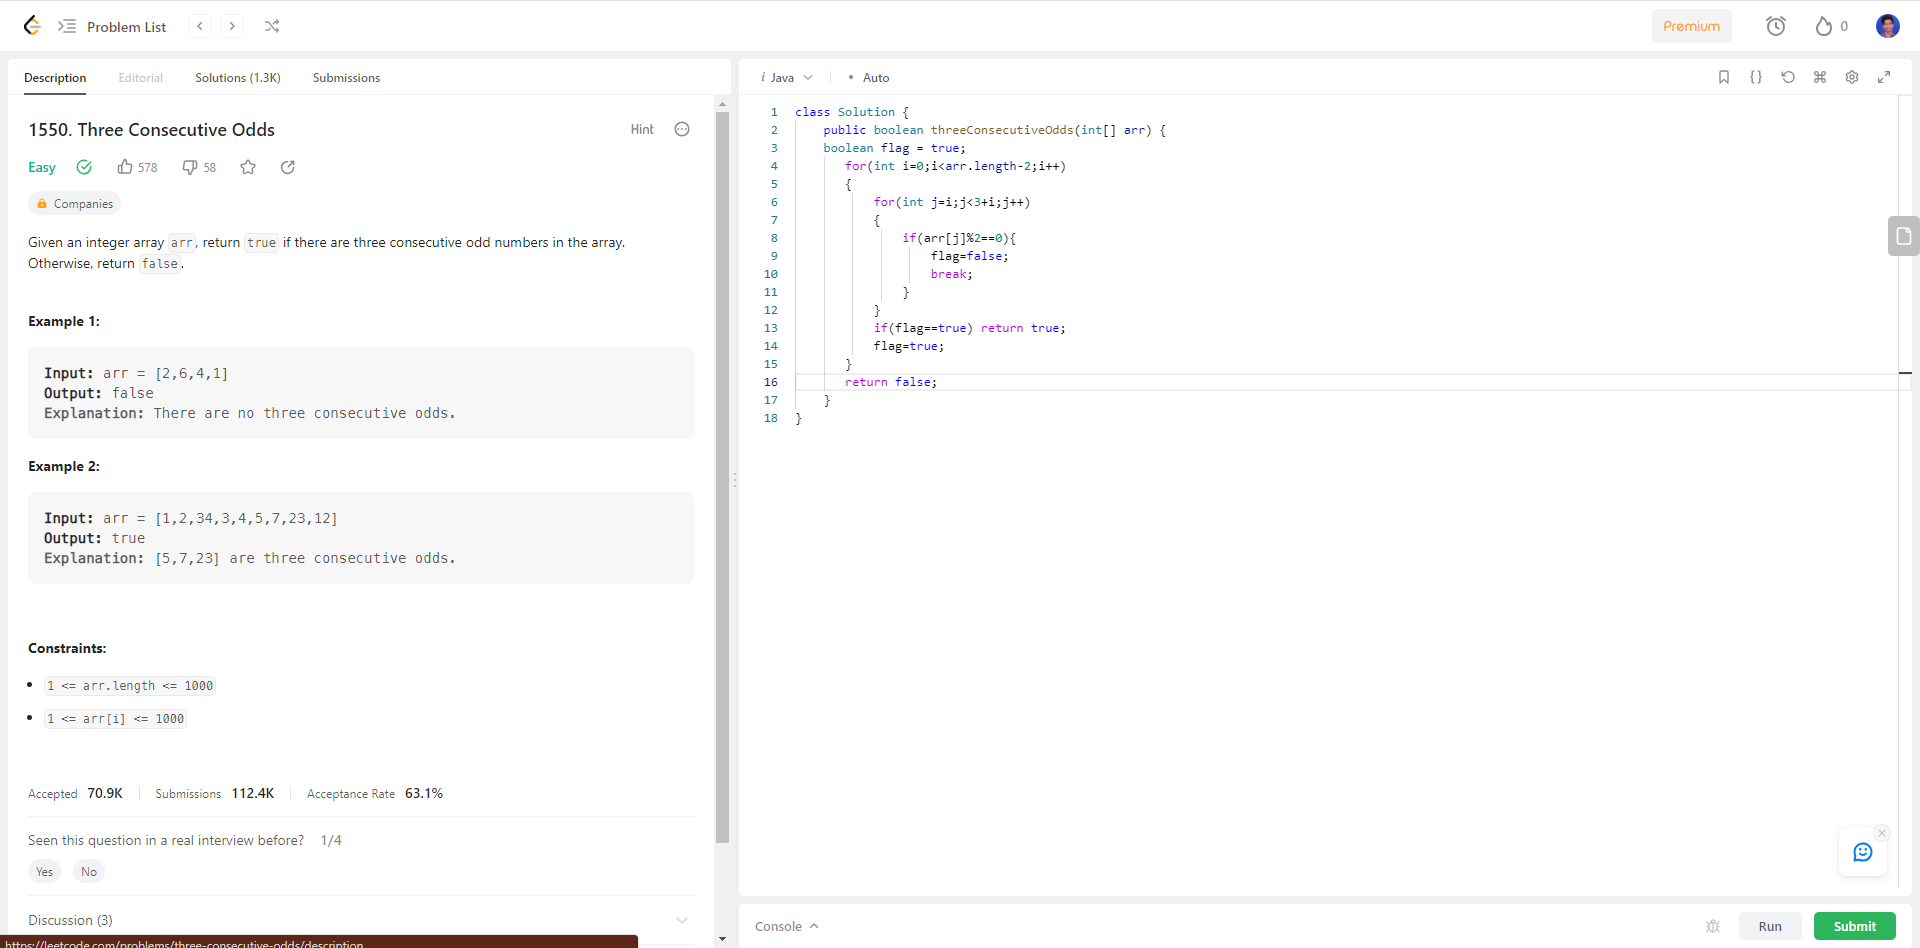 Problem List
Premium
0
Description Editorial Solutions (1.3K) Submissions
1550. Three Consecutive Odds
Hint
Easy 578 58
Companies
Given an integer array arr, return true if there are three consecutive odd numbers in the array.
Otherwise, return false.
Example 1:
Input: arr = [2,6,4,1]
Output: false
Explanation: There are no three consecutive odds.
Example 2:
Input: arr = [1,2,34,3,4,5,7,23,12]
Output: true
Explanation: [5,7,23] are three consecutive odds.
Constraints:
1 <= arr.length <= 1000
1 <= arr[i] <= 1000
Accepted 70.9K Submissions 112.4K Acceptance Rate 63.1%
Seen this question in a real interview before? 1/4
Yes No
Discussion (3)
https://leetcode.com/problems/three-consecutive-odds/description
i Java • Auto
1 class Solution {
2 public boolean threeConsecutiveOdds(int[] arr) {
3 boolean flag = true;
4 for(int i=0;i<arr.length-2;i++)
5 {
6 for(int j=i;j<3+i;j++)
7 {
8 if(arr[j]%2==0){
9 flag=false;
10 break;
11 }
12 }
13 if(flag==true) return true;
14 flag=true;
15 }
16 return false;
17 }
18 }
Console
Run Submit